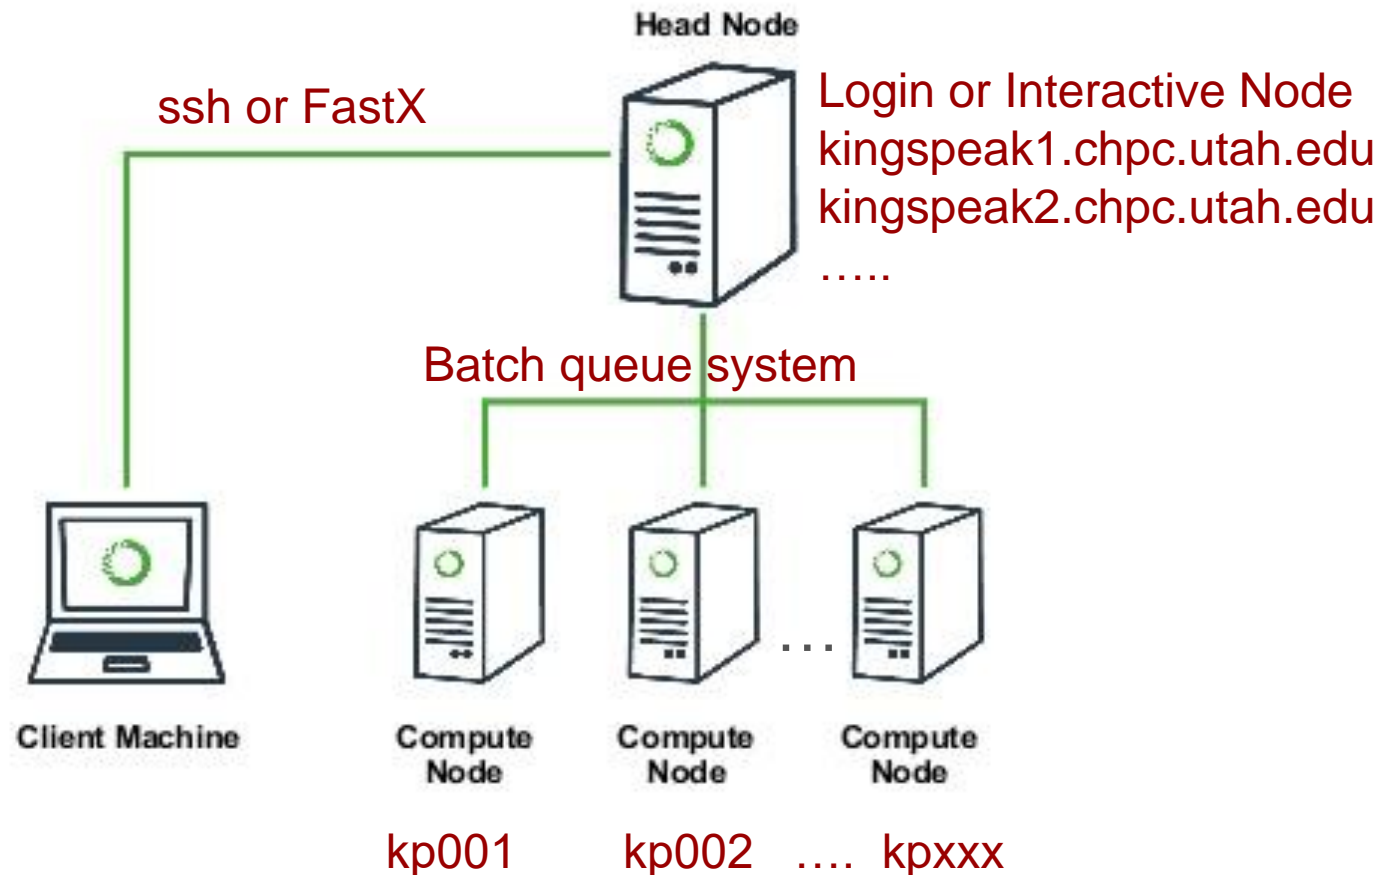 Head Node
ssh or FastX
Login or Interactive Node
kingspeak1.chpc.utah.edu
kingspeak2.chpc.utah.edu
…..
Batch queue system
...
Client Machine
Compute
Node
Compute
Node
Compute
Node
kp001
kp002
….
kpxxx